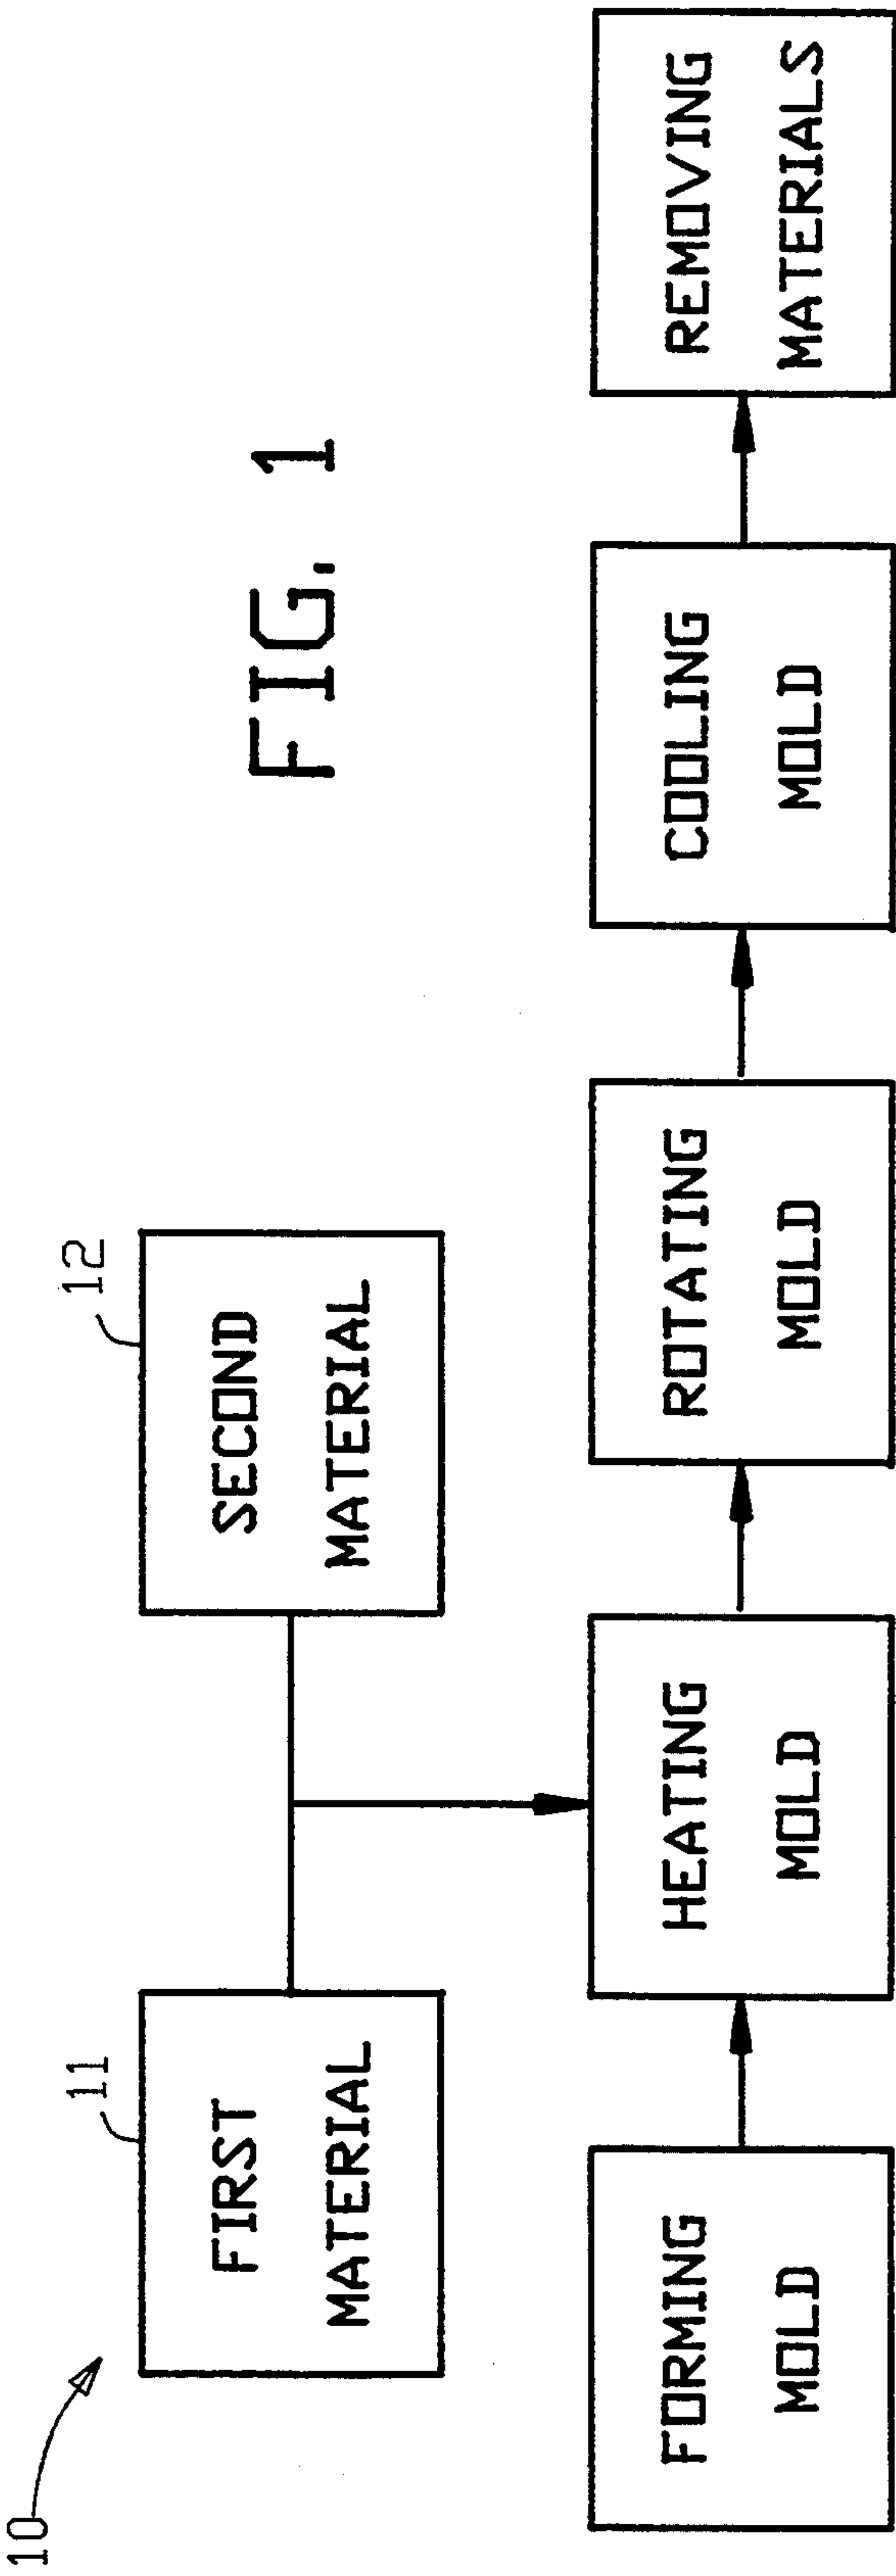 10
11
FIRST
MATERIAL
12
SECOND
MATERIAL
FIG. 1
FORMING
MOLD
HEATING
MOLD
ROTATING
MOLD
COOLING
MOLD
REMOVING
MATERIALS